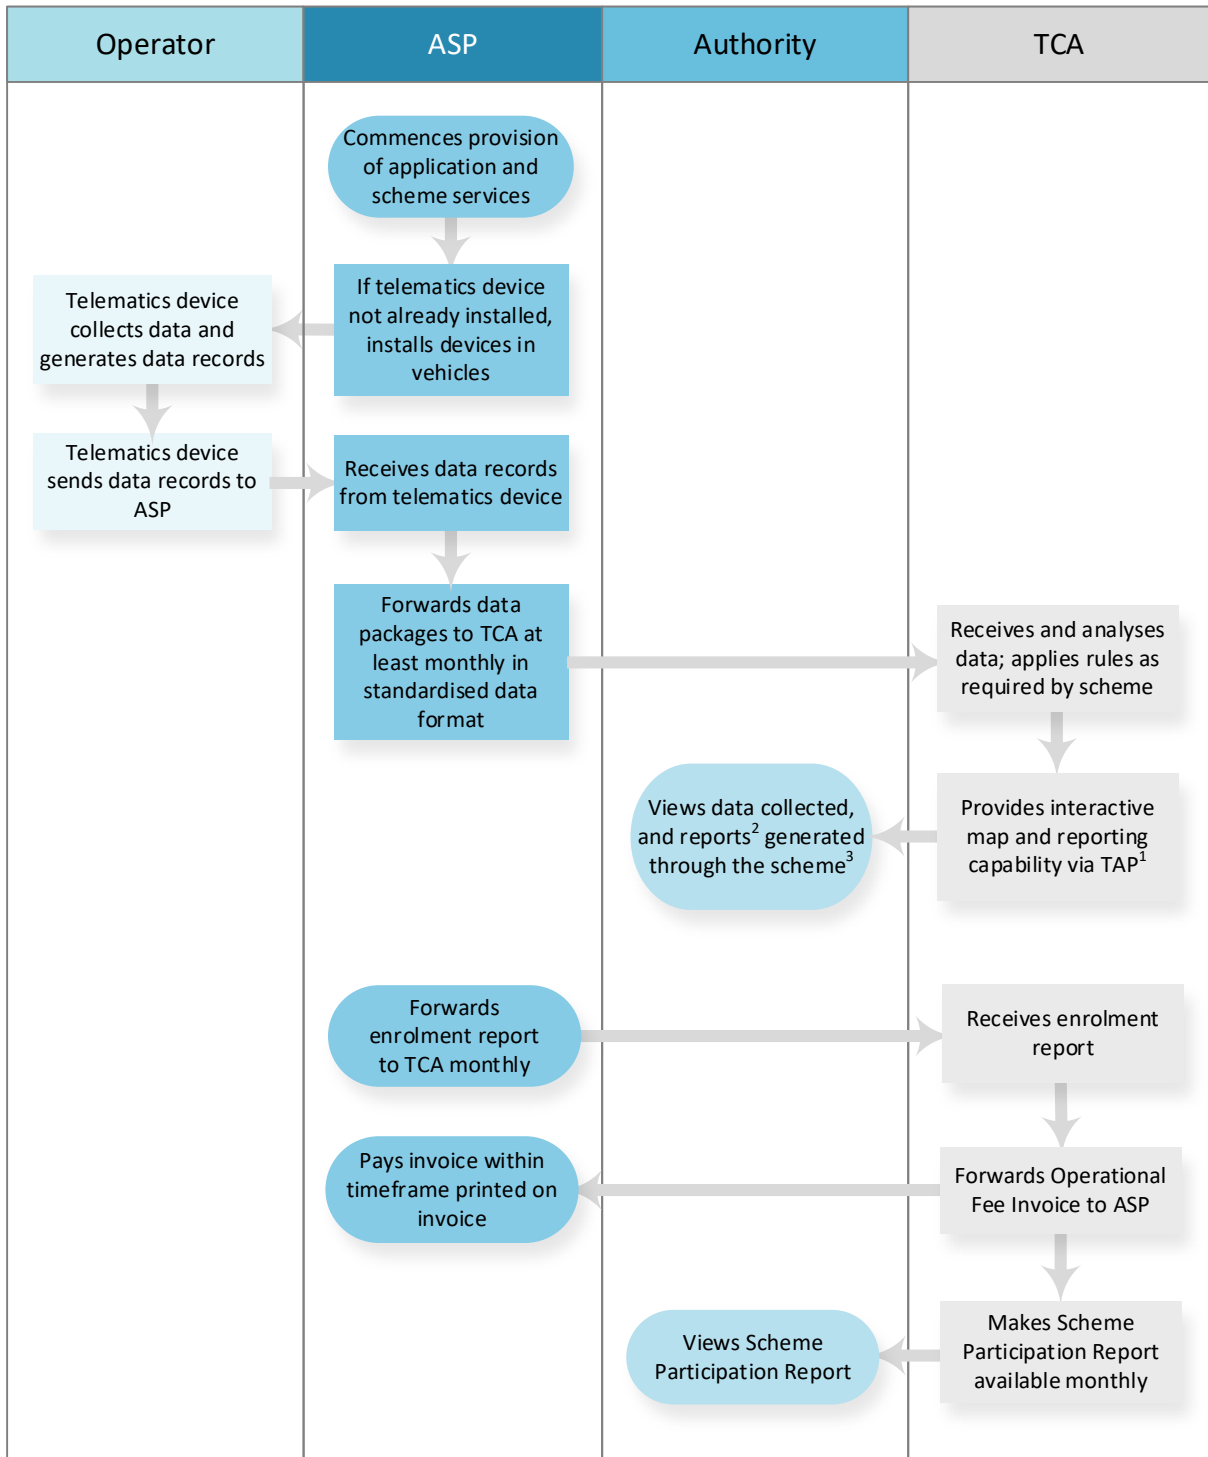 Operator
ASP
Authority
TCA
Commences provision
of application and
scheme services
If telematics device
not already installed,
installs devices in
vehicles
Telematics device
collects data and
generates data records
Telematics device
sends data records to
ASP
Receives data records
from telematics device
Forwards data
packages to TCA at
least monthly in
standardised data
format
Receives and analyses
data; applies rules as
required by scheme
Provides interactive
map and reporting
capability via TAP¹
Views data collected,
and reports² generated
through the scheme³
Forwards
enrolment report
to TCA monthly
Receives enrolment
report
Forwards Operational
Fee Invoice to ASP
Pays invoice within
timeframe printed on
invoice
Makes Scheme
Participation Report
available monthly
Views Scheme
Participation Report